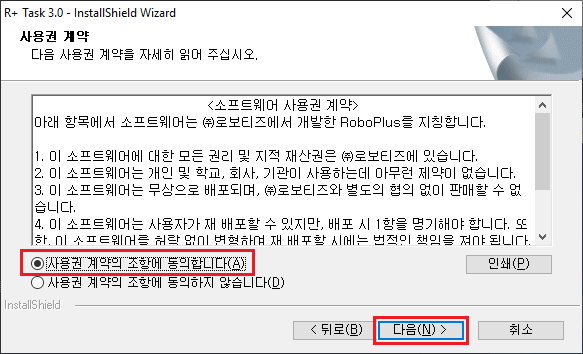 R+ Task 3.0 - InstallShield Wizard
사용권 계약
다음 사용권 계약을 자세히 읽어 주십시오.
<소프트웨어 사용권 계약>
아래 항목에서 소프트웨어는 ㈜로보티즈에서 개발한 RoboPlus을 지칭합니다.
1. 이 소프트웨어에 대한 모든 권리 및 지적 재산권은 ㈜로보티즈에 있습니다.
2. 이 소프트웨어는 개인 및 학교, 회사, 기관이 사용하는데 아무런 제약이 없습니다.
3. 이 소프트웨어는 무상으로 배포되며, ㈜로보티즈와 별도의 협의 없이 판매할 수 없
습니다.
4. 이 소프트웨어는 사용자가 재 배포할 수 있지만, 배포 시 1항을 명기해야 합니다. 또
한, 이 소프트웨어를 허락 없이 변형하여 재 배포할 시에는 법적인 책임을 져야 됩니다.
사용권 계약의 조항에 동의합니다(A)
인쇄(P)
사용권 계약의 조항에 동의하지 않습니다(D)
InstallShield
< 뒤로(B)
다음(N) >
취소